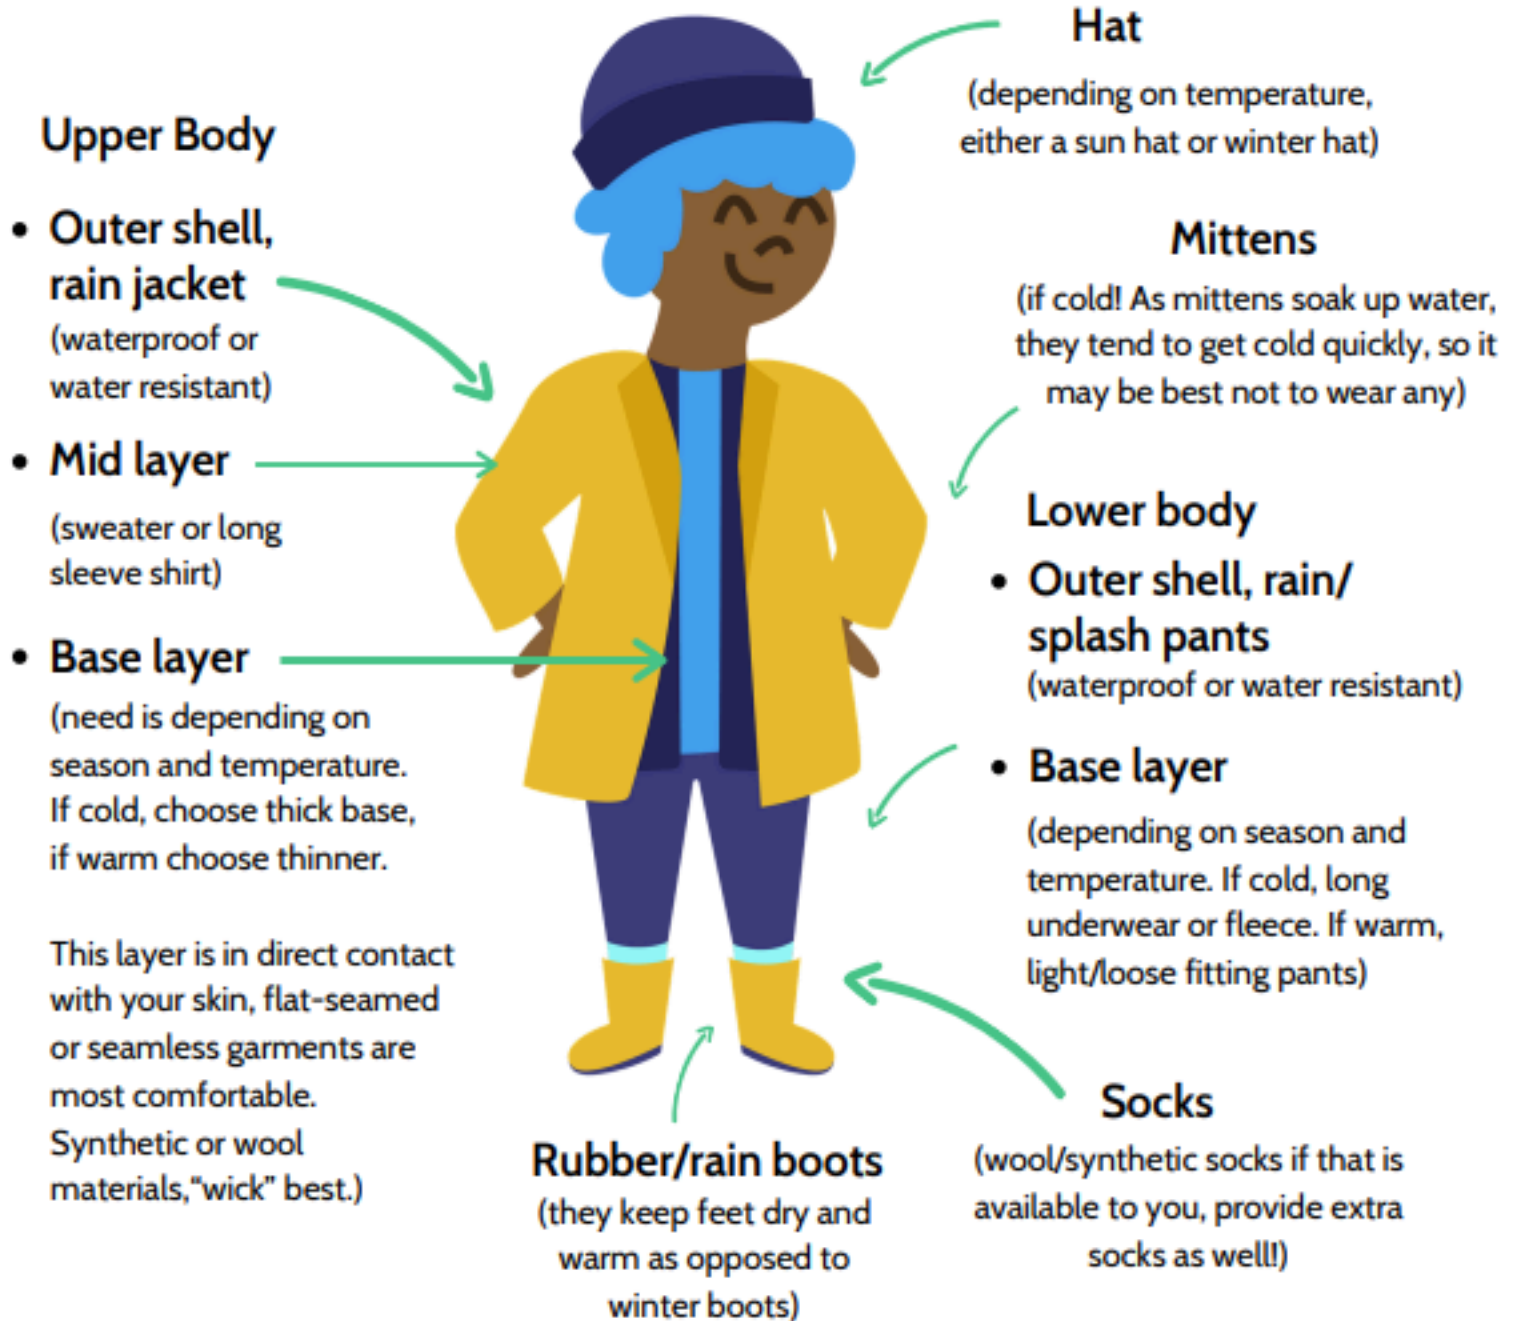 Upper Body
• Outer shell,
rain jacket
(waterproof or
water resistant)
• Mid layer
(sweater or long
sleeve shirt)
• Base layer
(need is depending on
season and temperature.
If cold, choose thick base,
if warm choose thinner.
This layer is in direct contact
with your skin, flat-seamed
or seamless garments are
most comfortable.
Synthetic or wool
materials,“wick” best.)
Hat
(depending on temperature,
either a sun hat or winter hat)
Mittens
(if cold! As mittens soak up water,
they tend to get cold quickly, so it
may be best not to wear any)
Lower body
• Outer shell, rain/
splash pants
(waterproof or water resistant)
• Base layer
(depending on season and
temperature. If cold, long
underwear or fleece. If warm,
light/loose fitting pants)
Socks
(wool/synthetic socks if that is
available to you, provide extra
socks as well!)
Rubber/rain boots
(they keep feet dry and
warm as opposed to
winter boots)